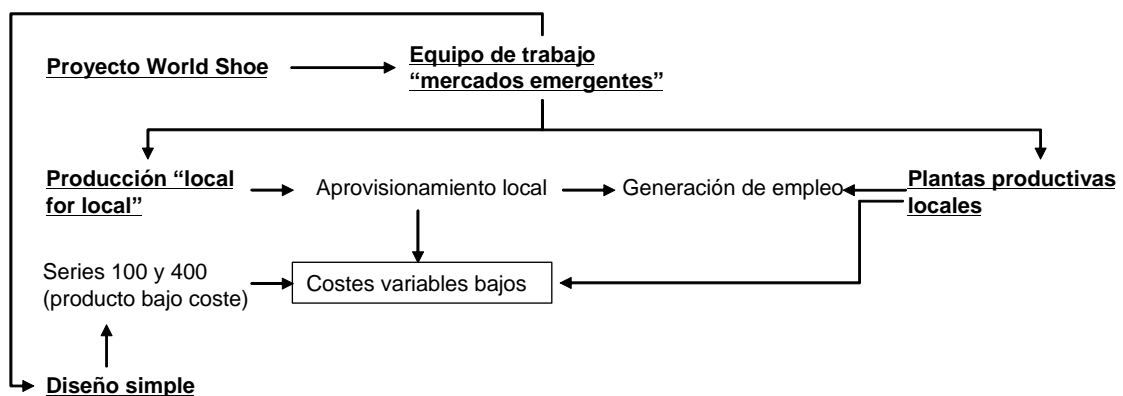 Proyecto World Shoe
Equipo de trabajo
“mercados emergentes”
Producción “local
for local”
Aprovisionamiento local
Generación de empleo
Plantas productivas
locales
Series 100 y 400
(producto bajo coste)
Costes variables bajos
Diseño simple